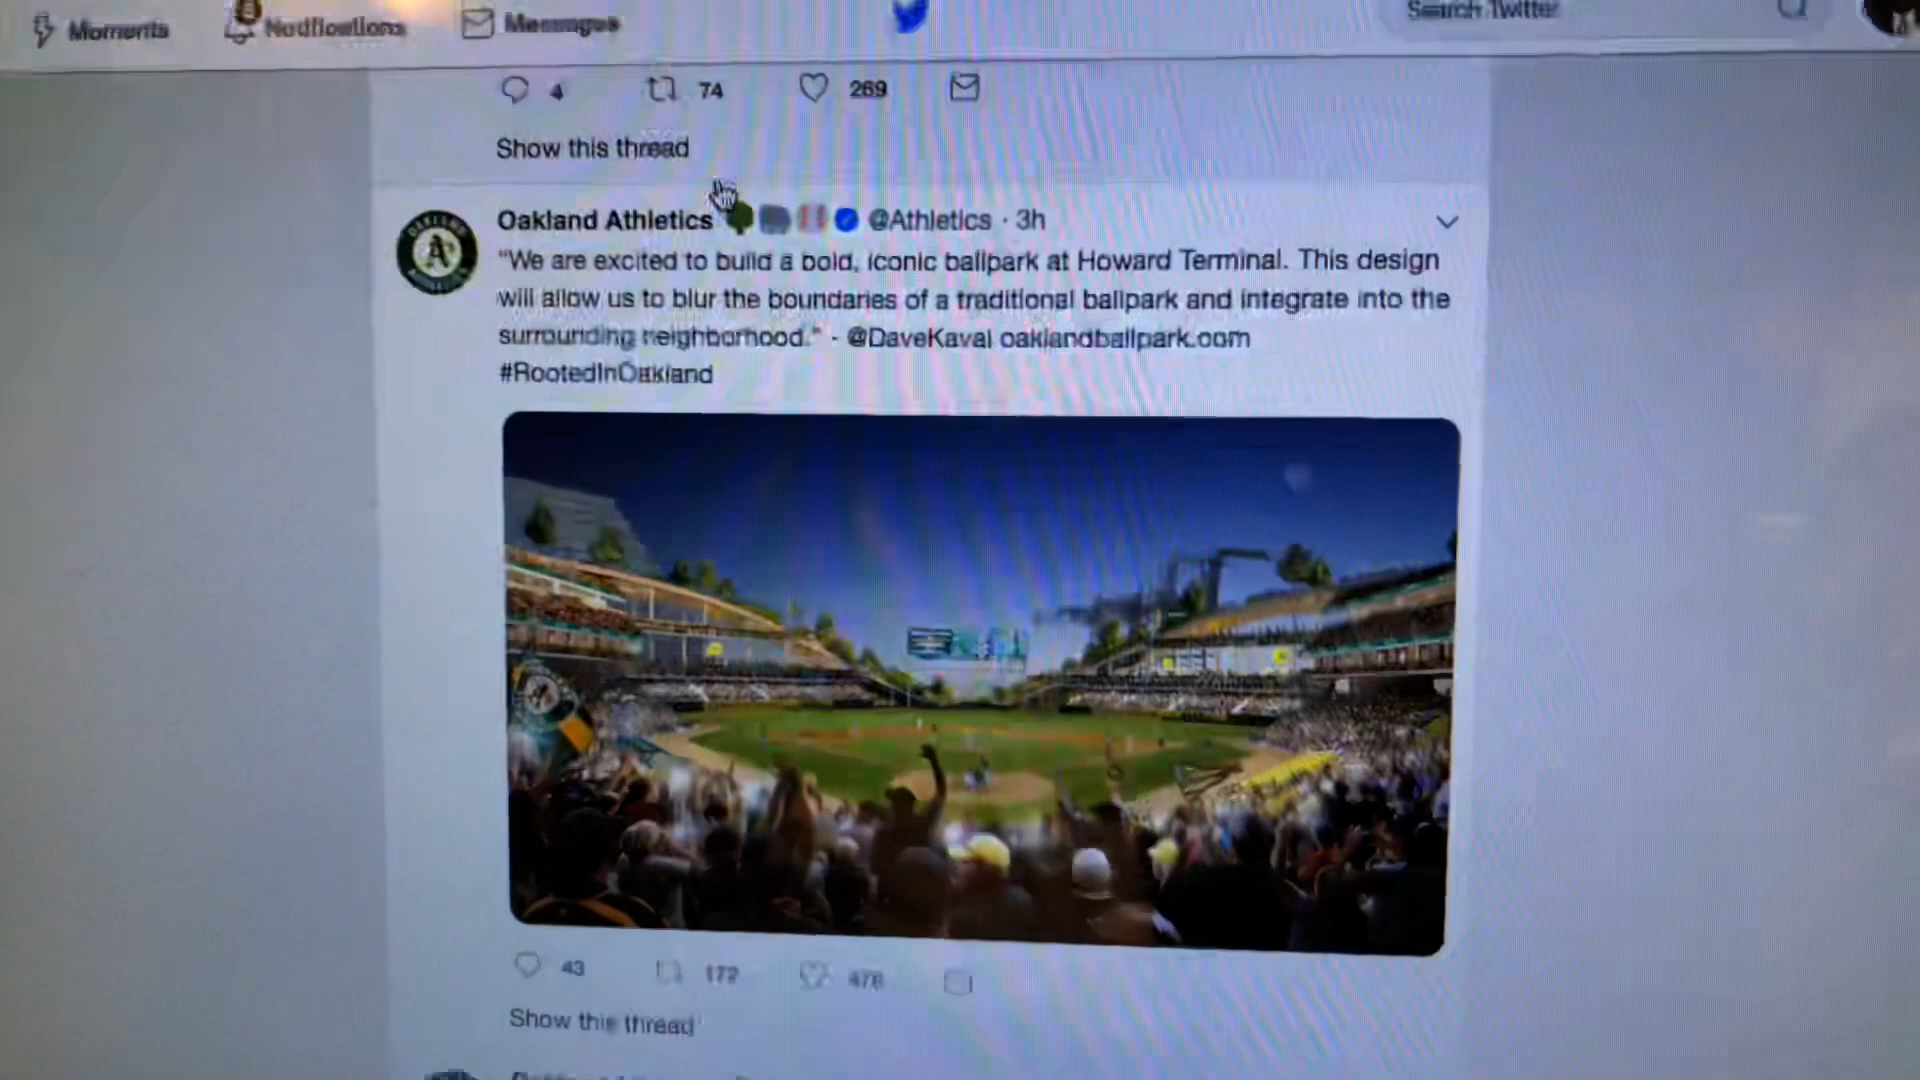 Moments Notifications Messages Search Twitter
4 74 269
Show this thread
Oakland Athletics @Athletics · 3h
“We are excited to build a bold, iconic ballpark at Howard Terminal. This design
will allow us to blur the boundaries of a traditional ballpark and integrate into the
surrounding neighborhood.” - @DaveKaval oaklandballpark.com
#RootedInOakland
43 172 476
Show this thread